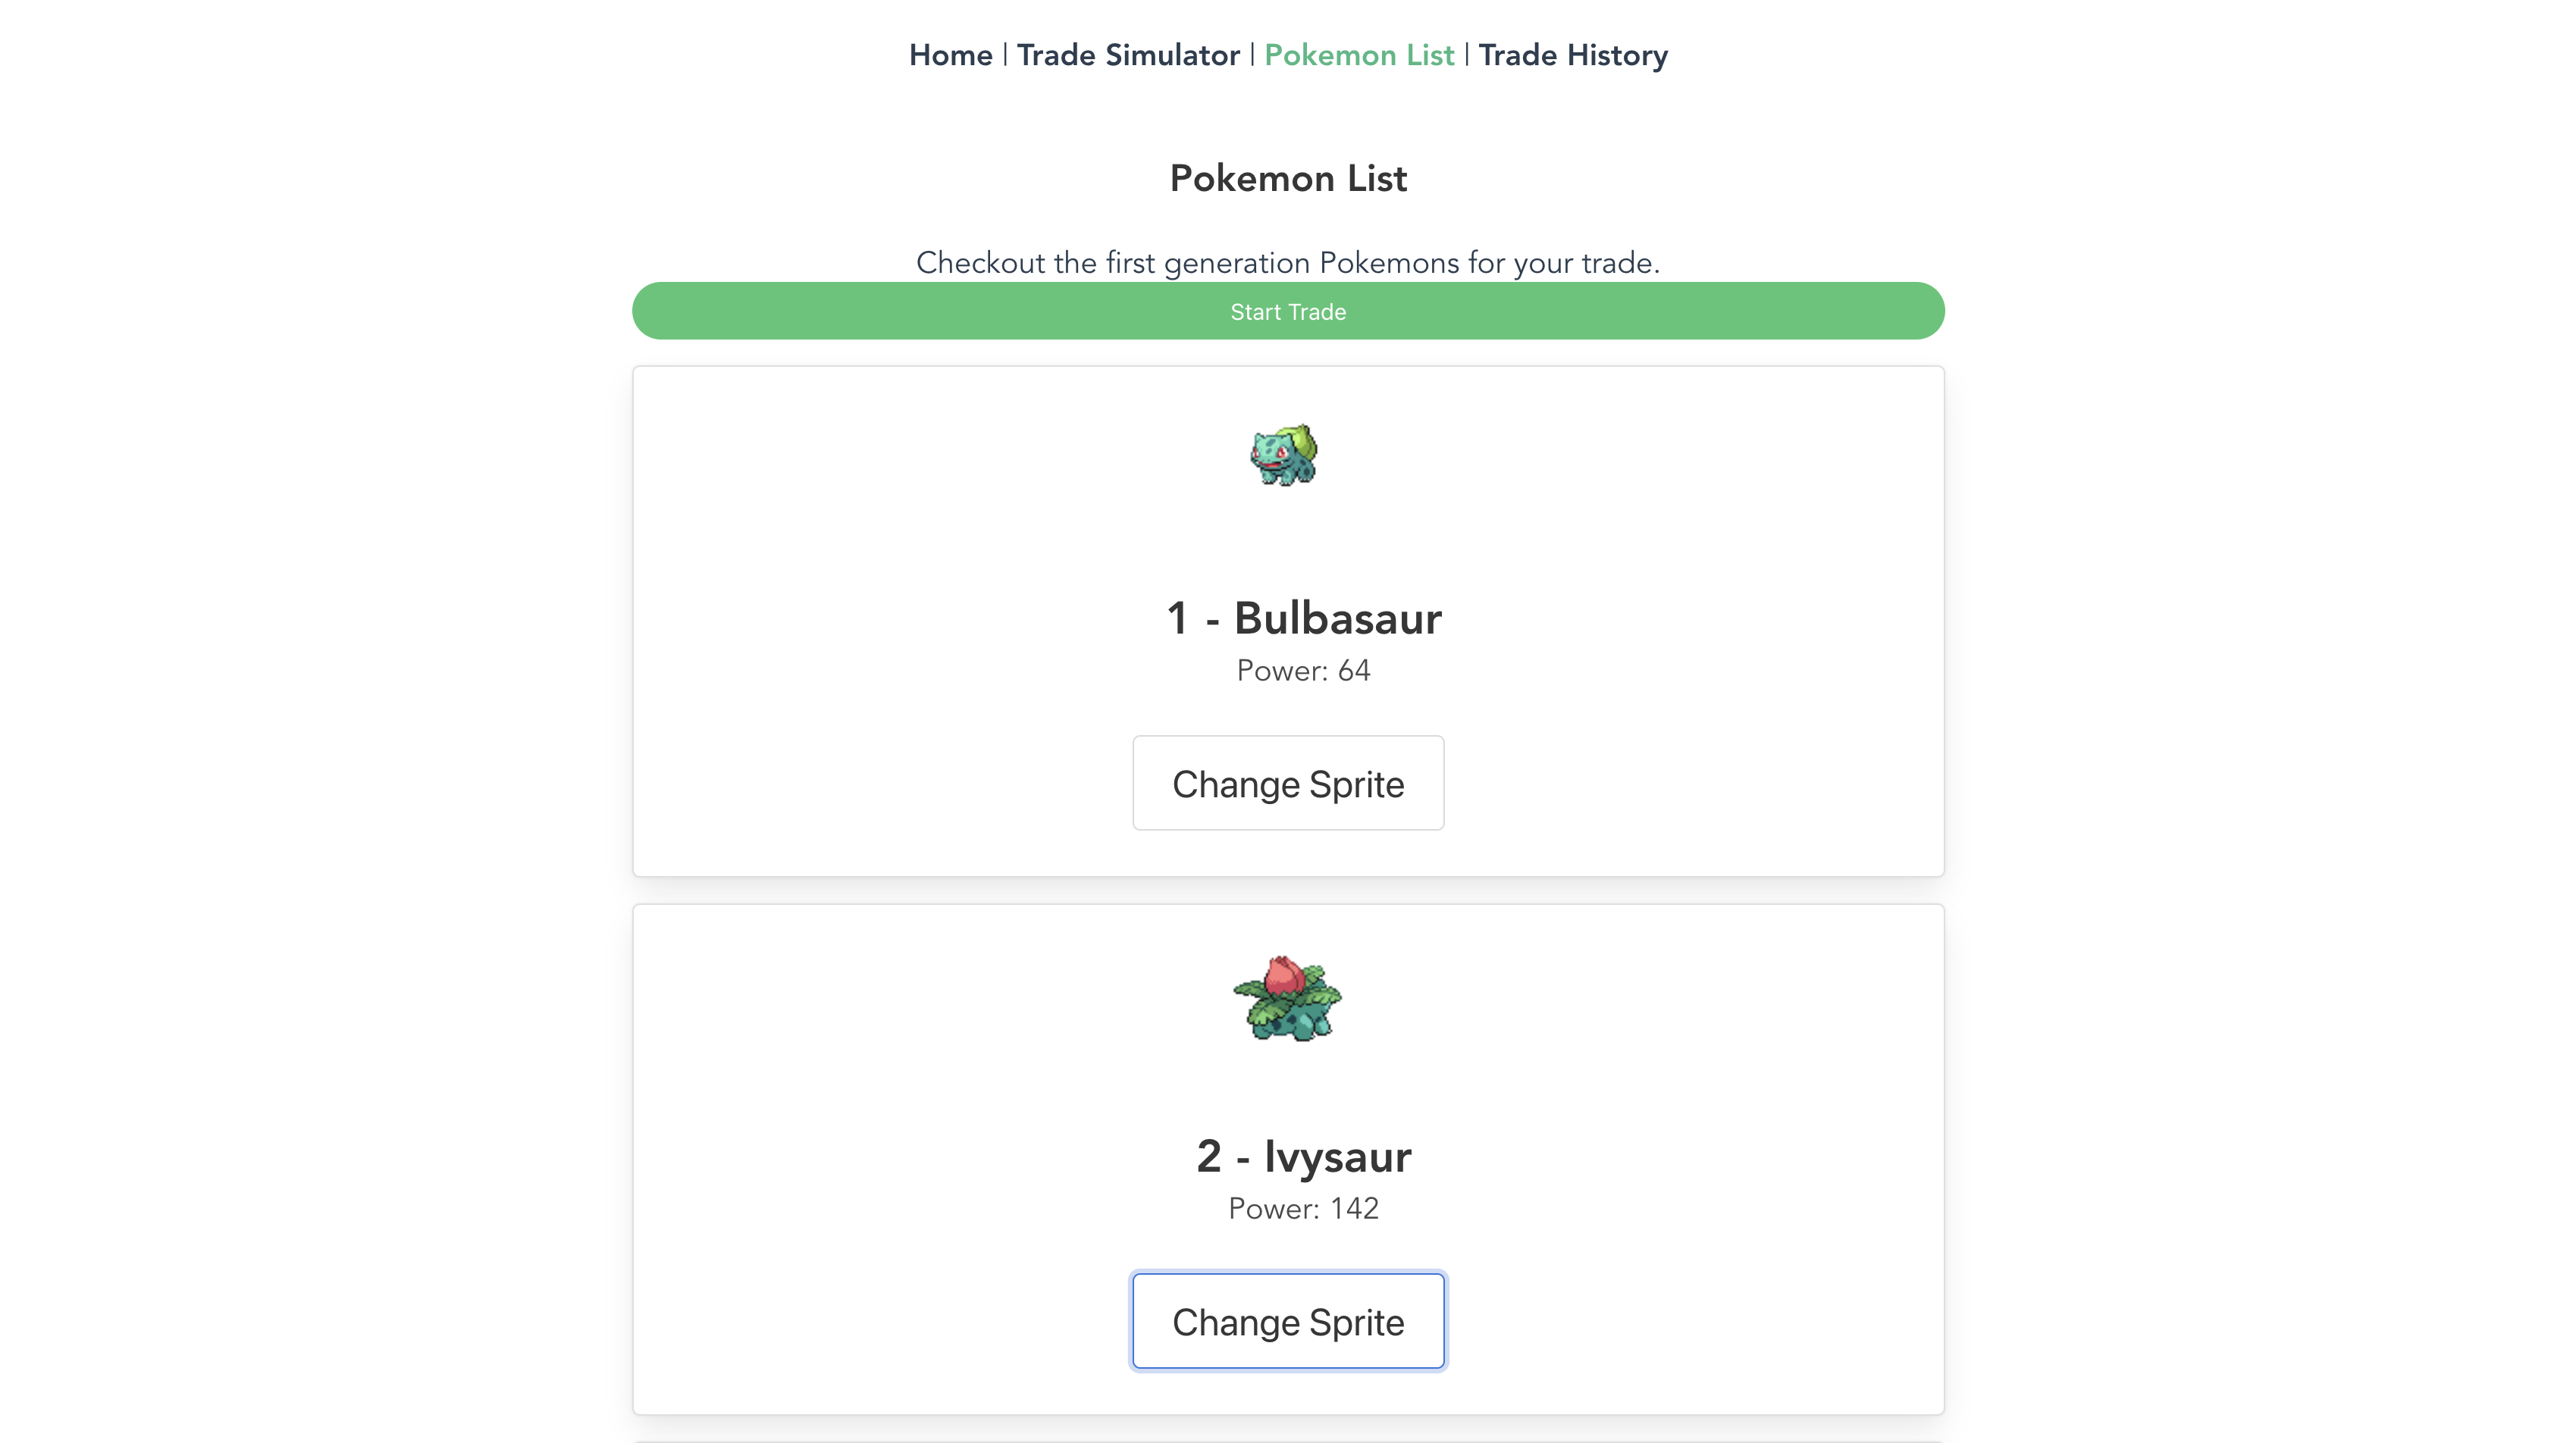 Home | Trade Simulator | Pokemon List | Trade History
Pokemon List
Checkout the first generation Pokemons for your trade.
Start Trade
1 - Bulbasaur
Power: 64
Change Sprite
2 - Ivysaur
Power: 142
Change Sprite